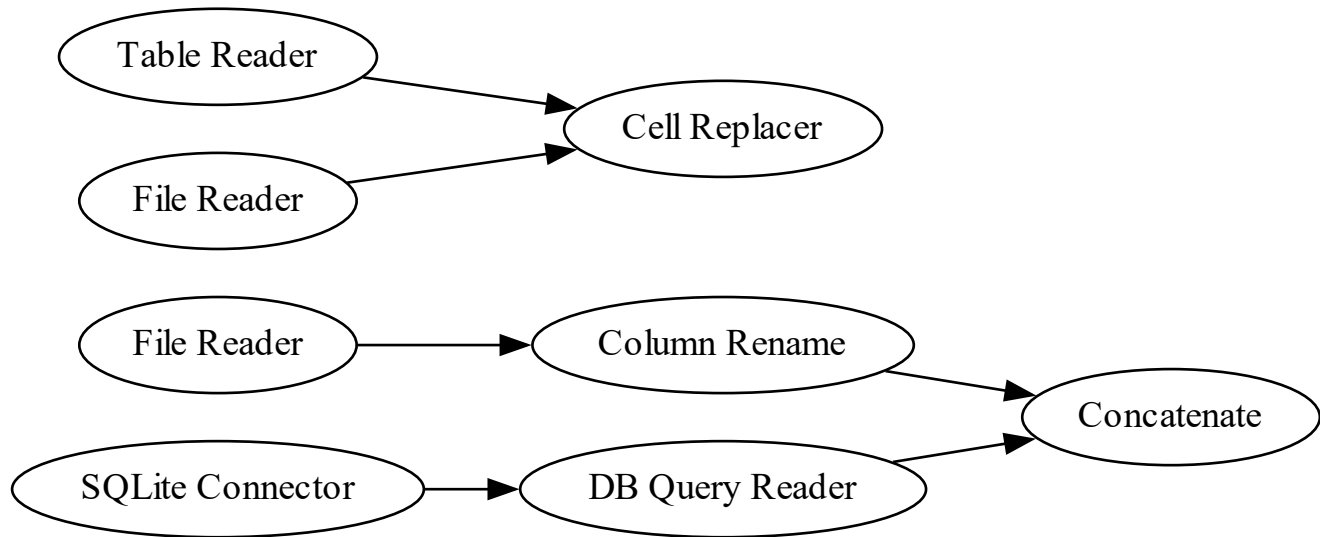 Table Reader
Cell Replacer
File Reader
File Reader
Column Rename
Concatenate
SQLite Connector
DB Query Reader